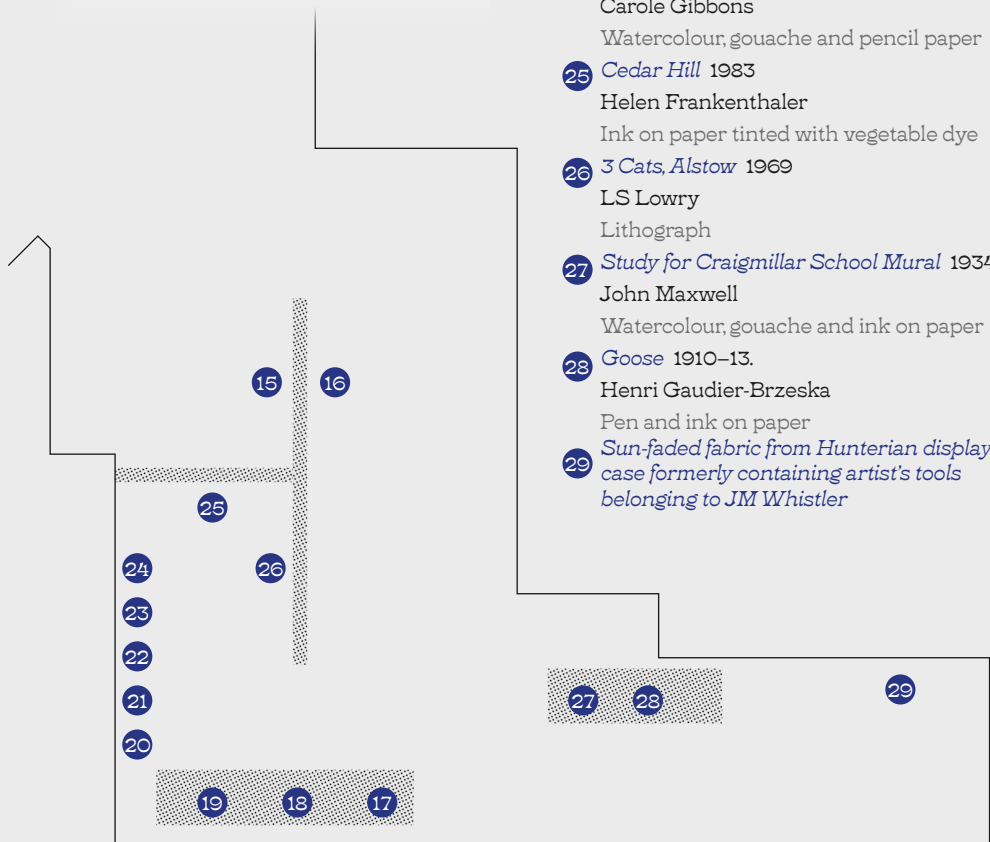 Carole Gibbons
Watercolour, gouache and pencil paper
25 Cedar Hill 1983
Helen Frankenthaler
Ink on paper tinted with vegetable dye
26 3 Cats, Alstow 1969
LS Lowry
Lithograph
27 Study for Craigmillar School Mural 1934
John Maxwell
Watercolour, gouache and ink on paper
28 Goose 1910–13.
Henri Gaudier-Brzeska
Pen and ink on paper
29 Sun-faded fabric from Hunterian display
case formerly containing artist's tools
belonging to JM Whistler
15 16
25
24 26
23
22
21 27 28 29
20
19 18 17